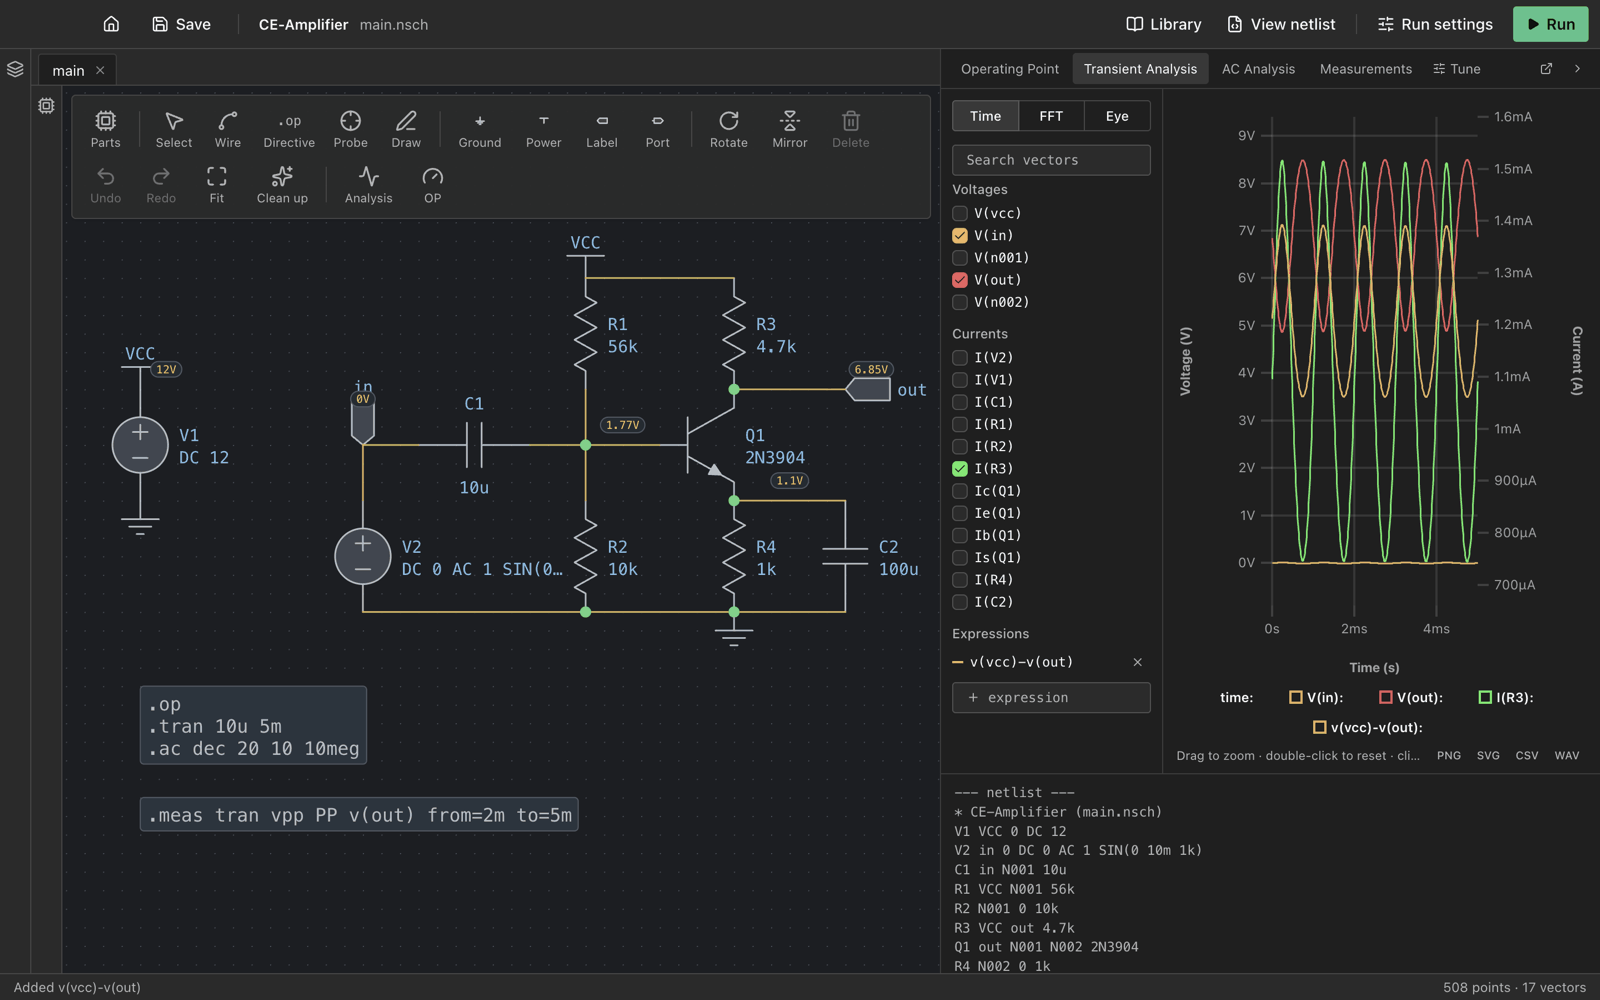 Save
CE-Amplifier main.nsch
Library
View netlist
Run settings
Run
main ×
Operating Point
Transient Analysis
AC Analysis
Measurements
Tune
Parts
Select
Wire
.op
Directive
Probe
Draw
Ground
Power
Label
Port
Rotate
Mirror
Delete
Undo
Redo
Fit
Clean up
Analysis
OP
VCC
R1
56k
R3
4.7k
VCC
12V
6.85V
out
in
0V
C1
10u
1.77V
V1
DC 12
Q1
2N3904
1.1V
V2
DC 0 AC 1 SIN(0…
R2
10k
R4
1k
C2
100u
.op
.tran 10u 5m
.ac dec 20 10 10meg
.meas tran vpp PP v(out) from=2m to=5m
Time
FFT
Eye
Search vectors
Voltages
V(vcc)
V(in)
V(n001)
V(out)
V(n002)
Currents
I(V2)
I(V1)
I(C1)
I(R1)
I(R2)
I(R3)
Ic(Q1)
Ie(Q1)
Ib(Q1)
Is(Q1)
I(R4)
I(C2)
Expressions
v(vcc)-v(out) ×
+ expression
Voltage (V)
9V
8V
7V
6V
5V
4V
3V
2V
1V
0V
1.6mA
1.5mA
1.4mA
1.3mA
1.2mA
1.1mA
1mA
900µA
800µA
700µA
Current (A)
0s
2ms
4ms
Time (s)
time:
V(in):
V(out):
I(R3):
v(vcc)-v(out):
Drag to zoom · double-click to reset · cli…
PNG
SVG
CSV
WAV
--- netlist ---
* CE-Amplifier (main.nsch)
V1 VCC 0 DC 12
V2 in 0 DC 0 AC 1 SIN(0 10m 1k)
C1 in N001 10u
R1 VCC N001 56k
R2 N001 0 10k
R3 VCC out 4.7k
Q1 out N001 N002 2N3904
R4 N002 0 1k
Added v(vcc)-v(out)
508 points · 17 vectors